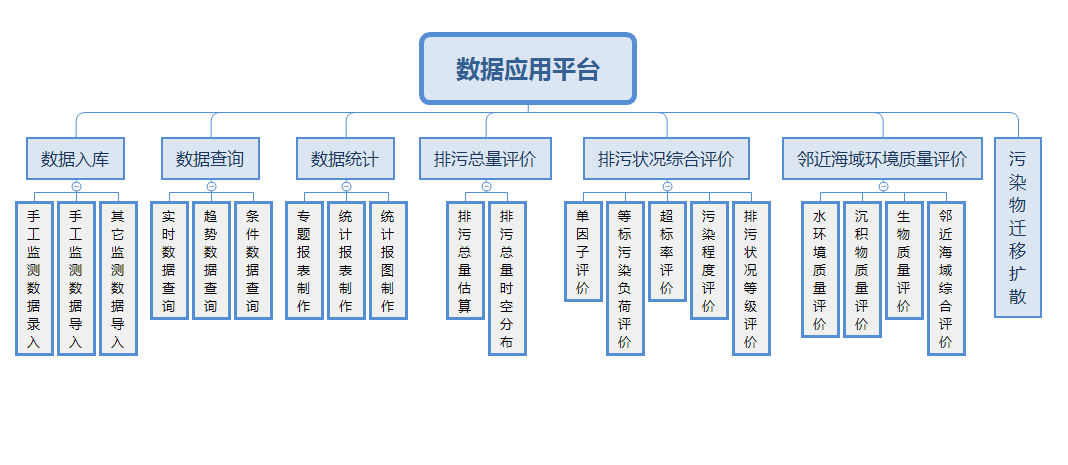 数据应用平台
数据入库
数据查询
数据统计
排污总量评价
排污状况综合评价
邻近海域环境质量评价
污染物迁移扩散
手工监测数据录入
手工监测数据导入
其它监测数据导入
实时数据查询
趋势数据查询
条件数据查询
专题报表制作
统计报表制作
统计报图制作
排污总量估算
排污总量时空分布
单因子评价
等标污染负荷评价
超标率评价
污染程度评价
排污状况等级评价
水环境质量评价
沉积物质量评价
生物质量评价
邻近海域综合评价